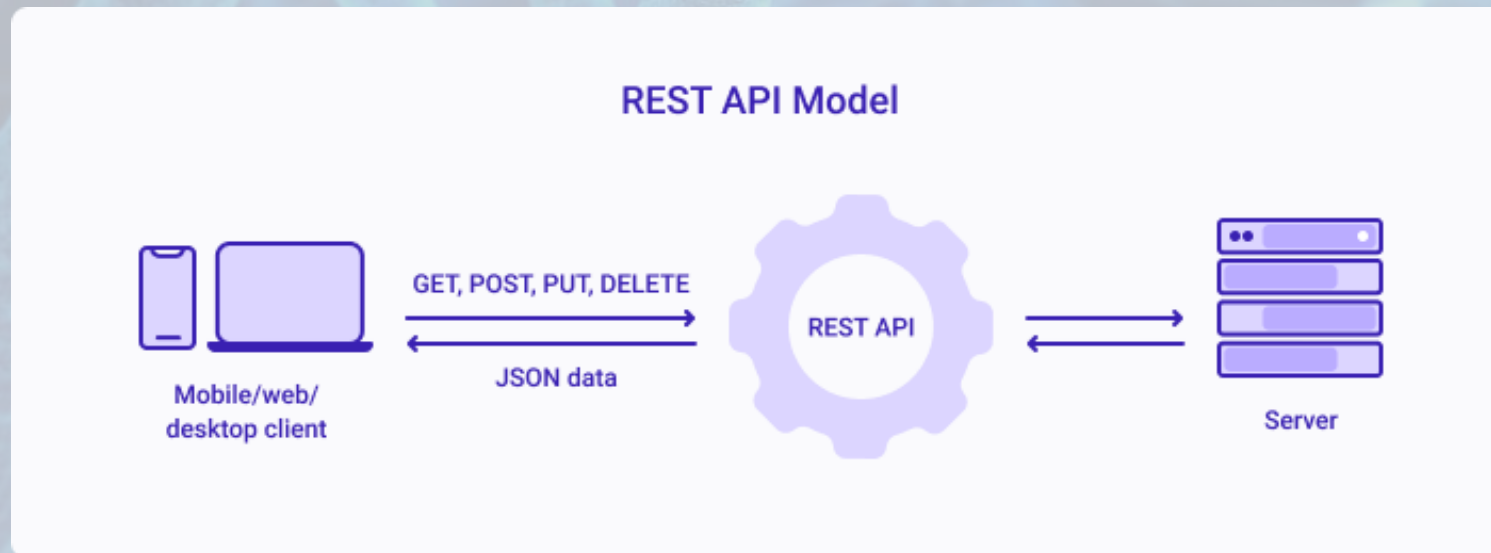 REST API Model
GET, POST, PUT, DELETE
REST API
JSON data
Mobile/web/
desktop client
Server